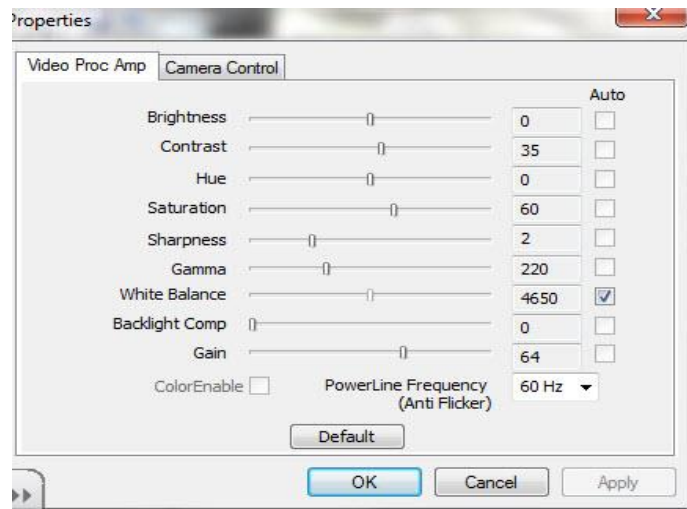 Properties
Video Proc Amp Camera Control
Auto
Brightness 0
Contrast 35
Hue 0
Saturation 60
Sharpness 2
Gamma 220
White Balance 4650
Backlight Comp 0
Gain 64
ColorEnable PowerLine Frequency 60 Hz
(Anti Flicker)
Default
OK Cancel Apply